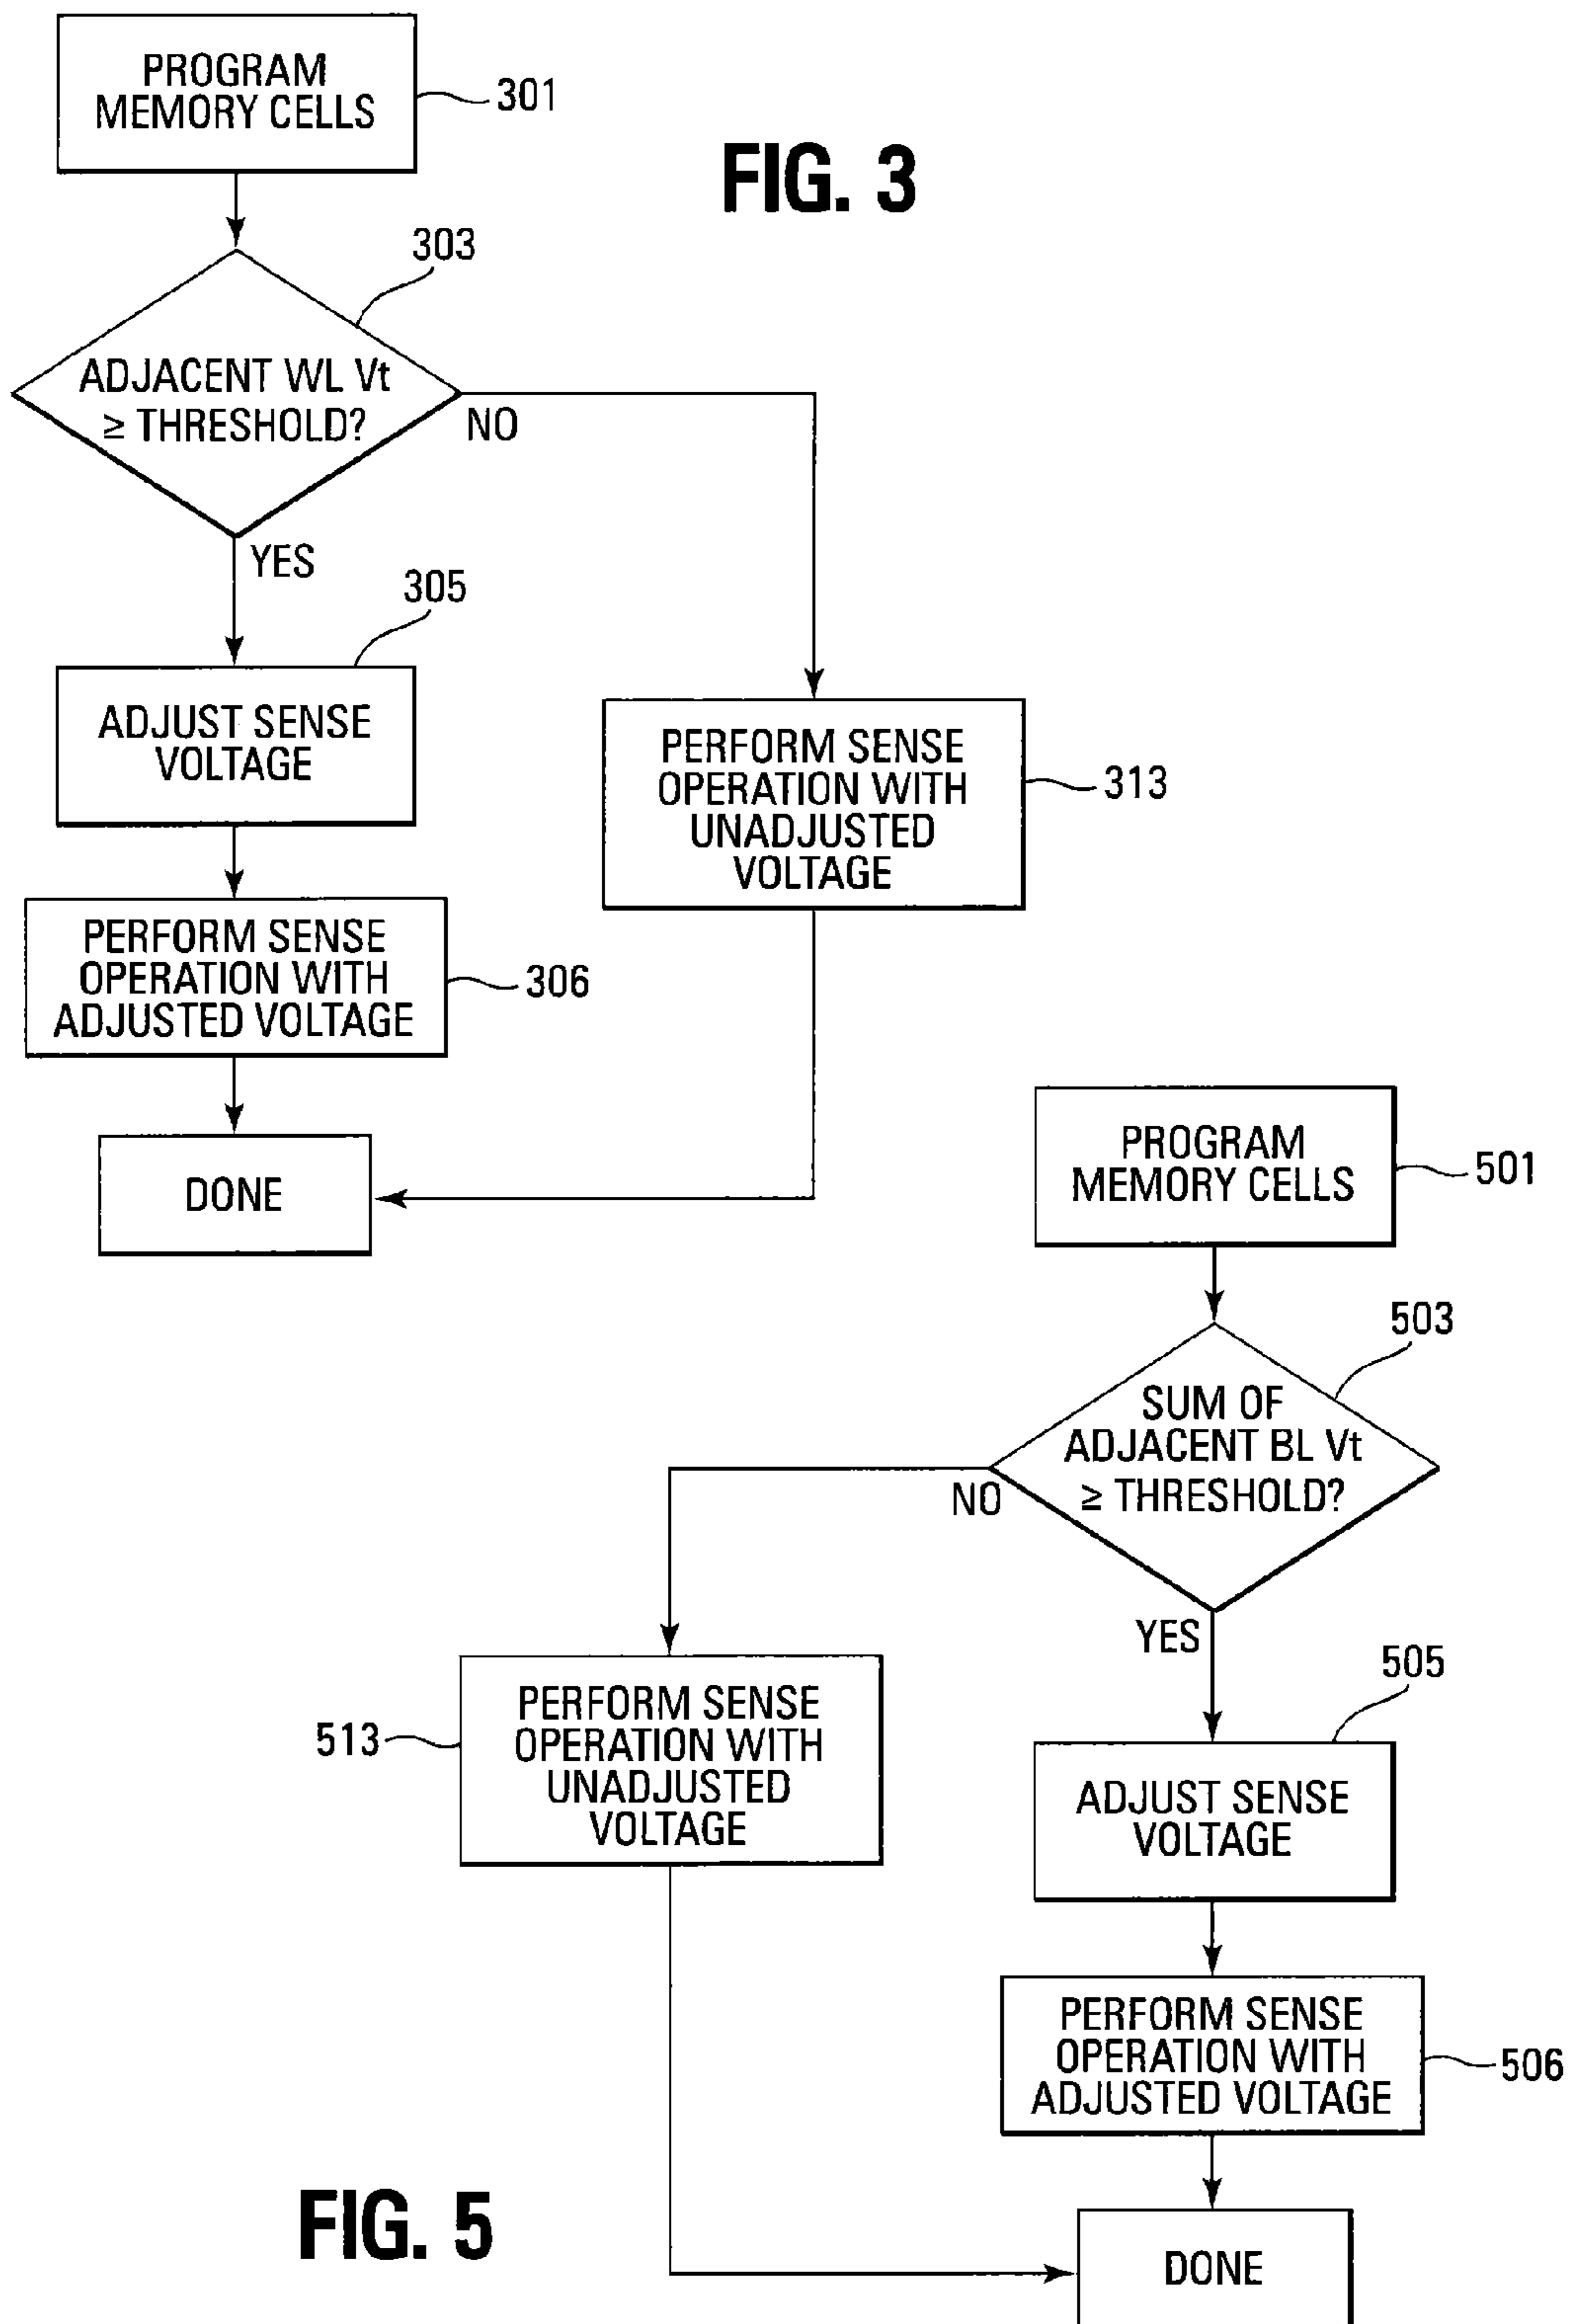 PROGRAM
MEMORY CELLS
301
FIG. 3
303
ADJACENT WL Vt
≥ THRESHOLD?
NO
YES
305
ADJUST SENSE
VOLTAGE
PERFORM SENSE
OPERATION WITH
UNADJUSTED
VOLTAGE
313
PERFORM SENSE
OPERATION WITH
ADJUSTED VOLTAGE
306
DONE
PROGRAM
MEMORY CELLS
501
503
SUM OF
ADJACENT BL Vt
≥ THRESHOLD?
NO
YES
505
513
PERFORM SENSE
OPERATION WITH
UNADJUSTED
VOLTAGE
ADJUST SENSE
VOLTAGE
PERFORM SENSE
OPERATION WITH
ADJUSTED VOLTAGE
506
FIG. 5
DONE